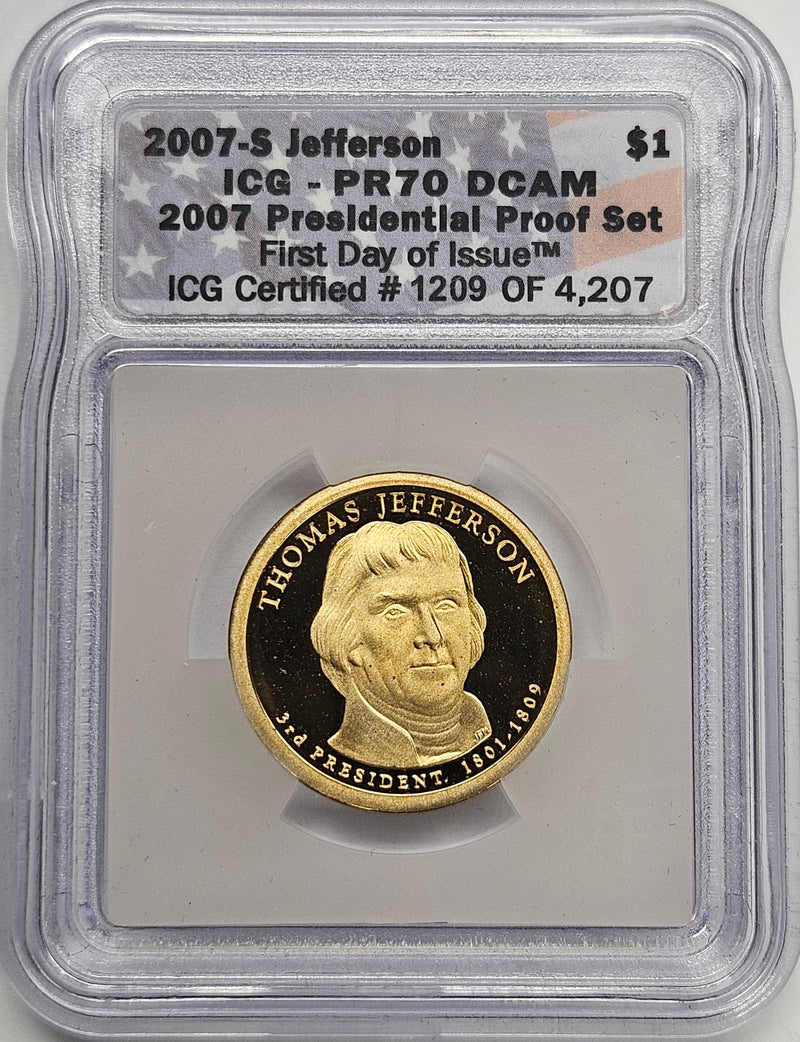 2007-S Jefferson $1
ICG - PR70 DCAM
2007 Presidential Proof Set
First Day of Issue™
ICG Certified # 1209 OF 4,207
THOMAS JEFFERSON
3rd PRESIDENT 1801-1809